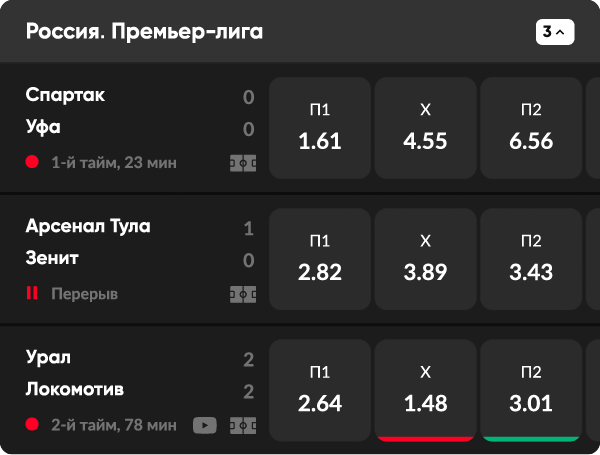 Россия. Премьер-лига
3
Спартак 0
Уфа 0
1-й тайм, 23 мин
П1 X П2
1.61 4.55 6.56
Арсенал Тула 1
Зенит 0
Перерыв
П1 X П2
2.82 3.89 3.43
Урал 2
Локомотив 2
2-й тайм, 78 мин
П1 X П2
2.64 1.48 3.01